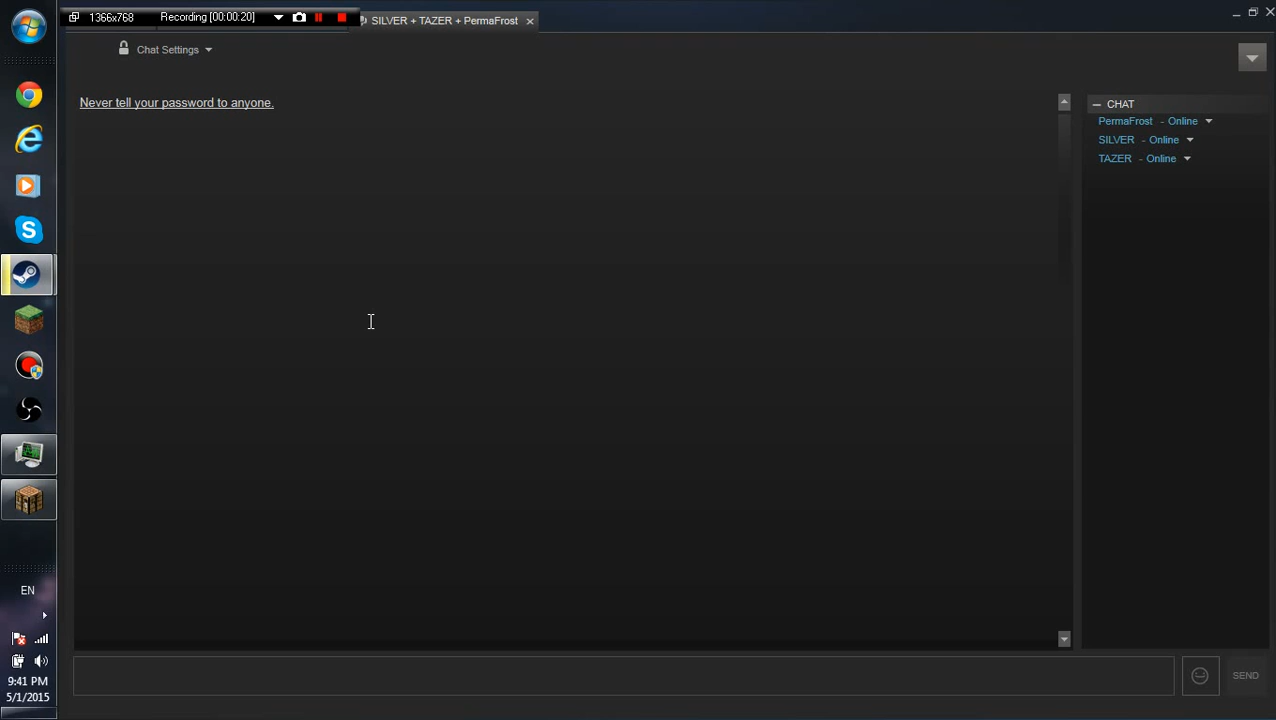 1366x768 Recording [00:00:20]
SILVER + TAZER + PermaFrost
Chat Settings
Never tell your password to anyone.
CHAT
PermaFrost - Online
SILVER - Online
TAZER - Online
EN
9:41 PM
5/1/2015
SEND